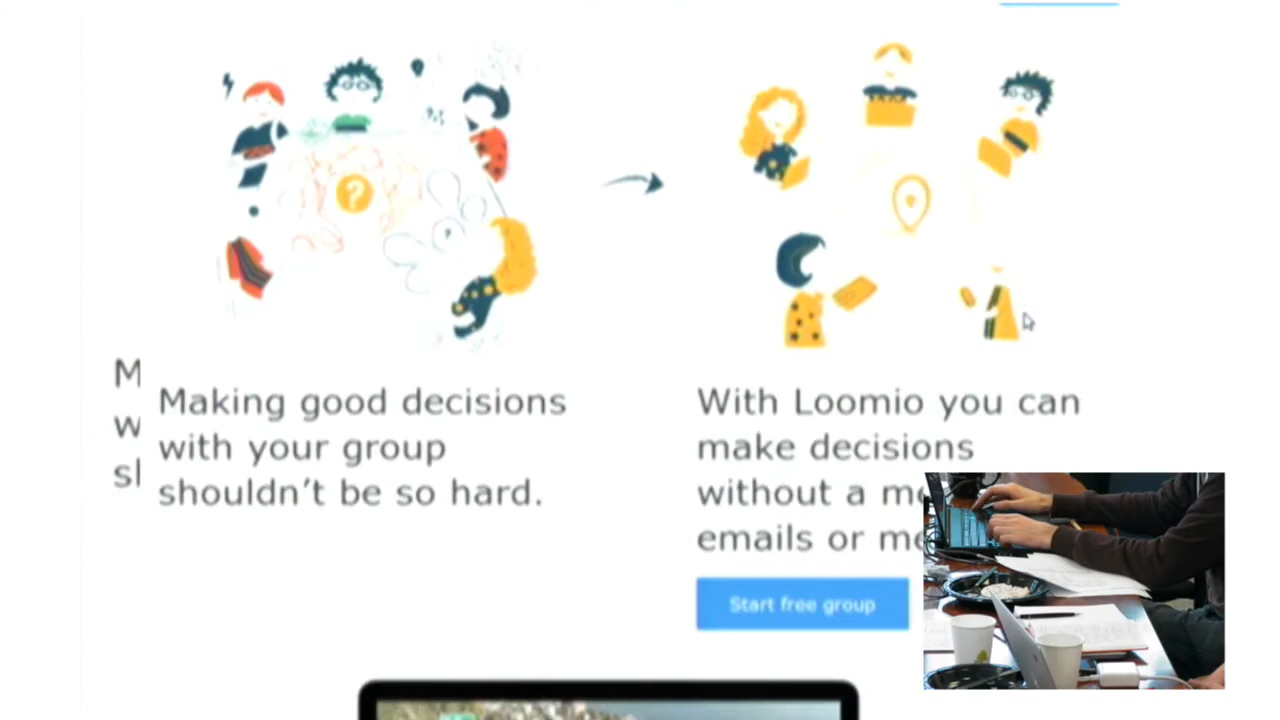 M
w
sl
Making good decisions
with your group
shouldn't be so hard.
With Loomio you can
make decisions
without a
emails or
Start free group